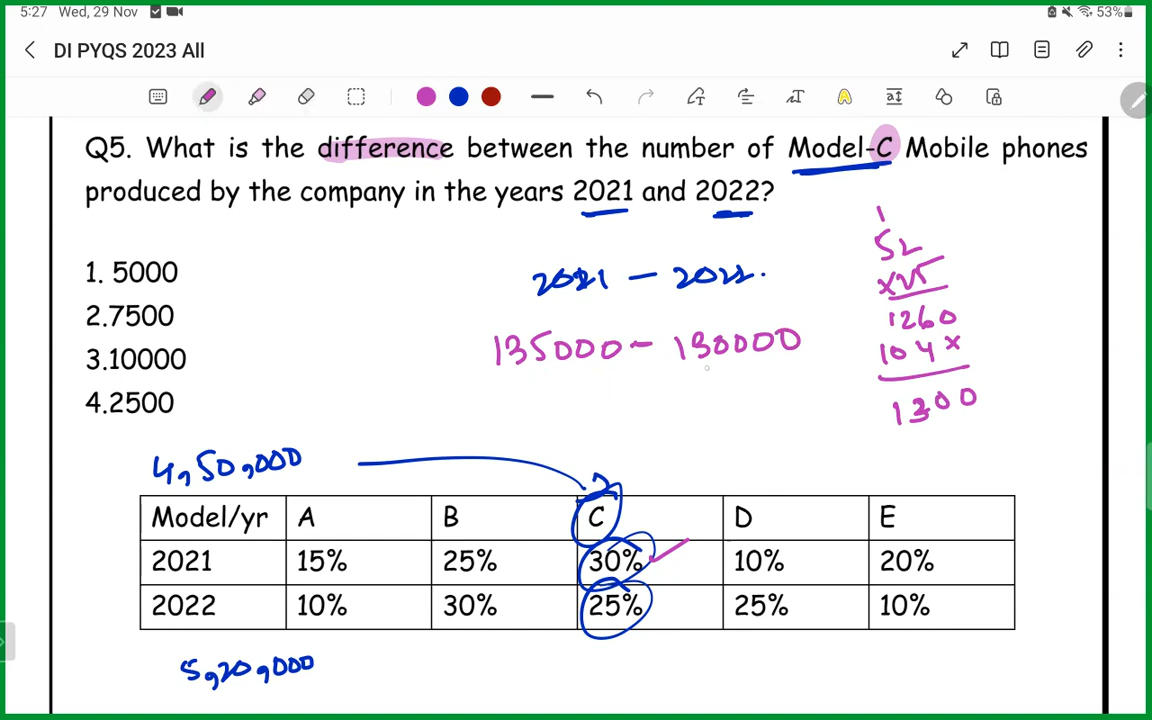 5:27 Wed, 29 Nov 53%
DI PYQS 2023 All
Q5. What is the difference between the number of Model-C Mobile phones
produced by the company in the years 2021 and 2022?
1. 5000
2.7500
3.10000
4.2500
2021 - 2022.
135000 - 130000
1
52
x25
1260
104x
1300
4,50,000
Model/yr A B C D E
2021 15% 25% 30% 10% 20%
2022 10% 30% 25% 25% 10%
5,20,000